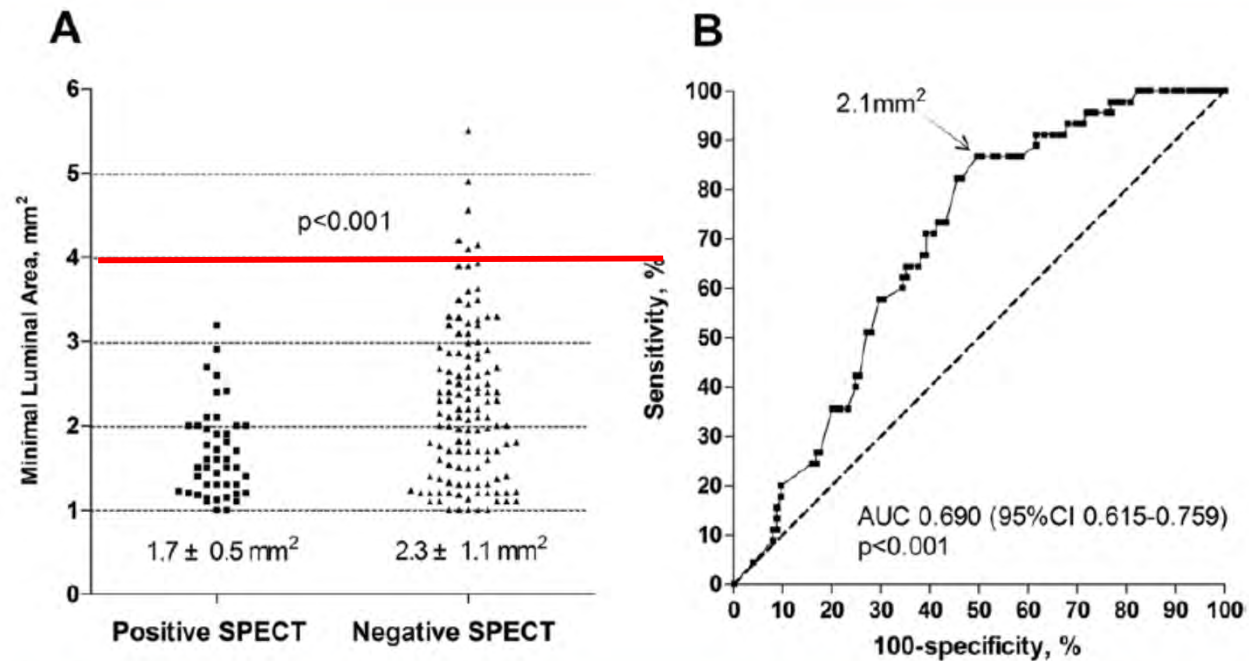 A
Minimal Luminal Area, mm²
6
5
4
3
2
1
0
p<0.001
1.7 ± 0.5 mm²
2.3 ± 1.1 mm²
Positive SPECT
Negative SPECT
B
Sensitivity, %
100
90
80
70
60
50
40
30
20
10
0
2.1mm²
AUC 0.690 (95%CI 0.615-0.759)
p<0.001
0 10 20 30 40 50 60 70 80 90 100
100-specificity, %